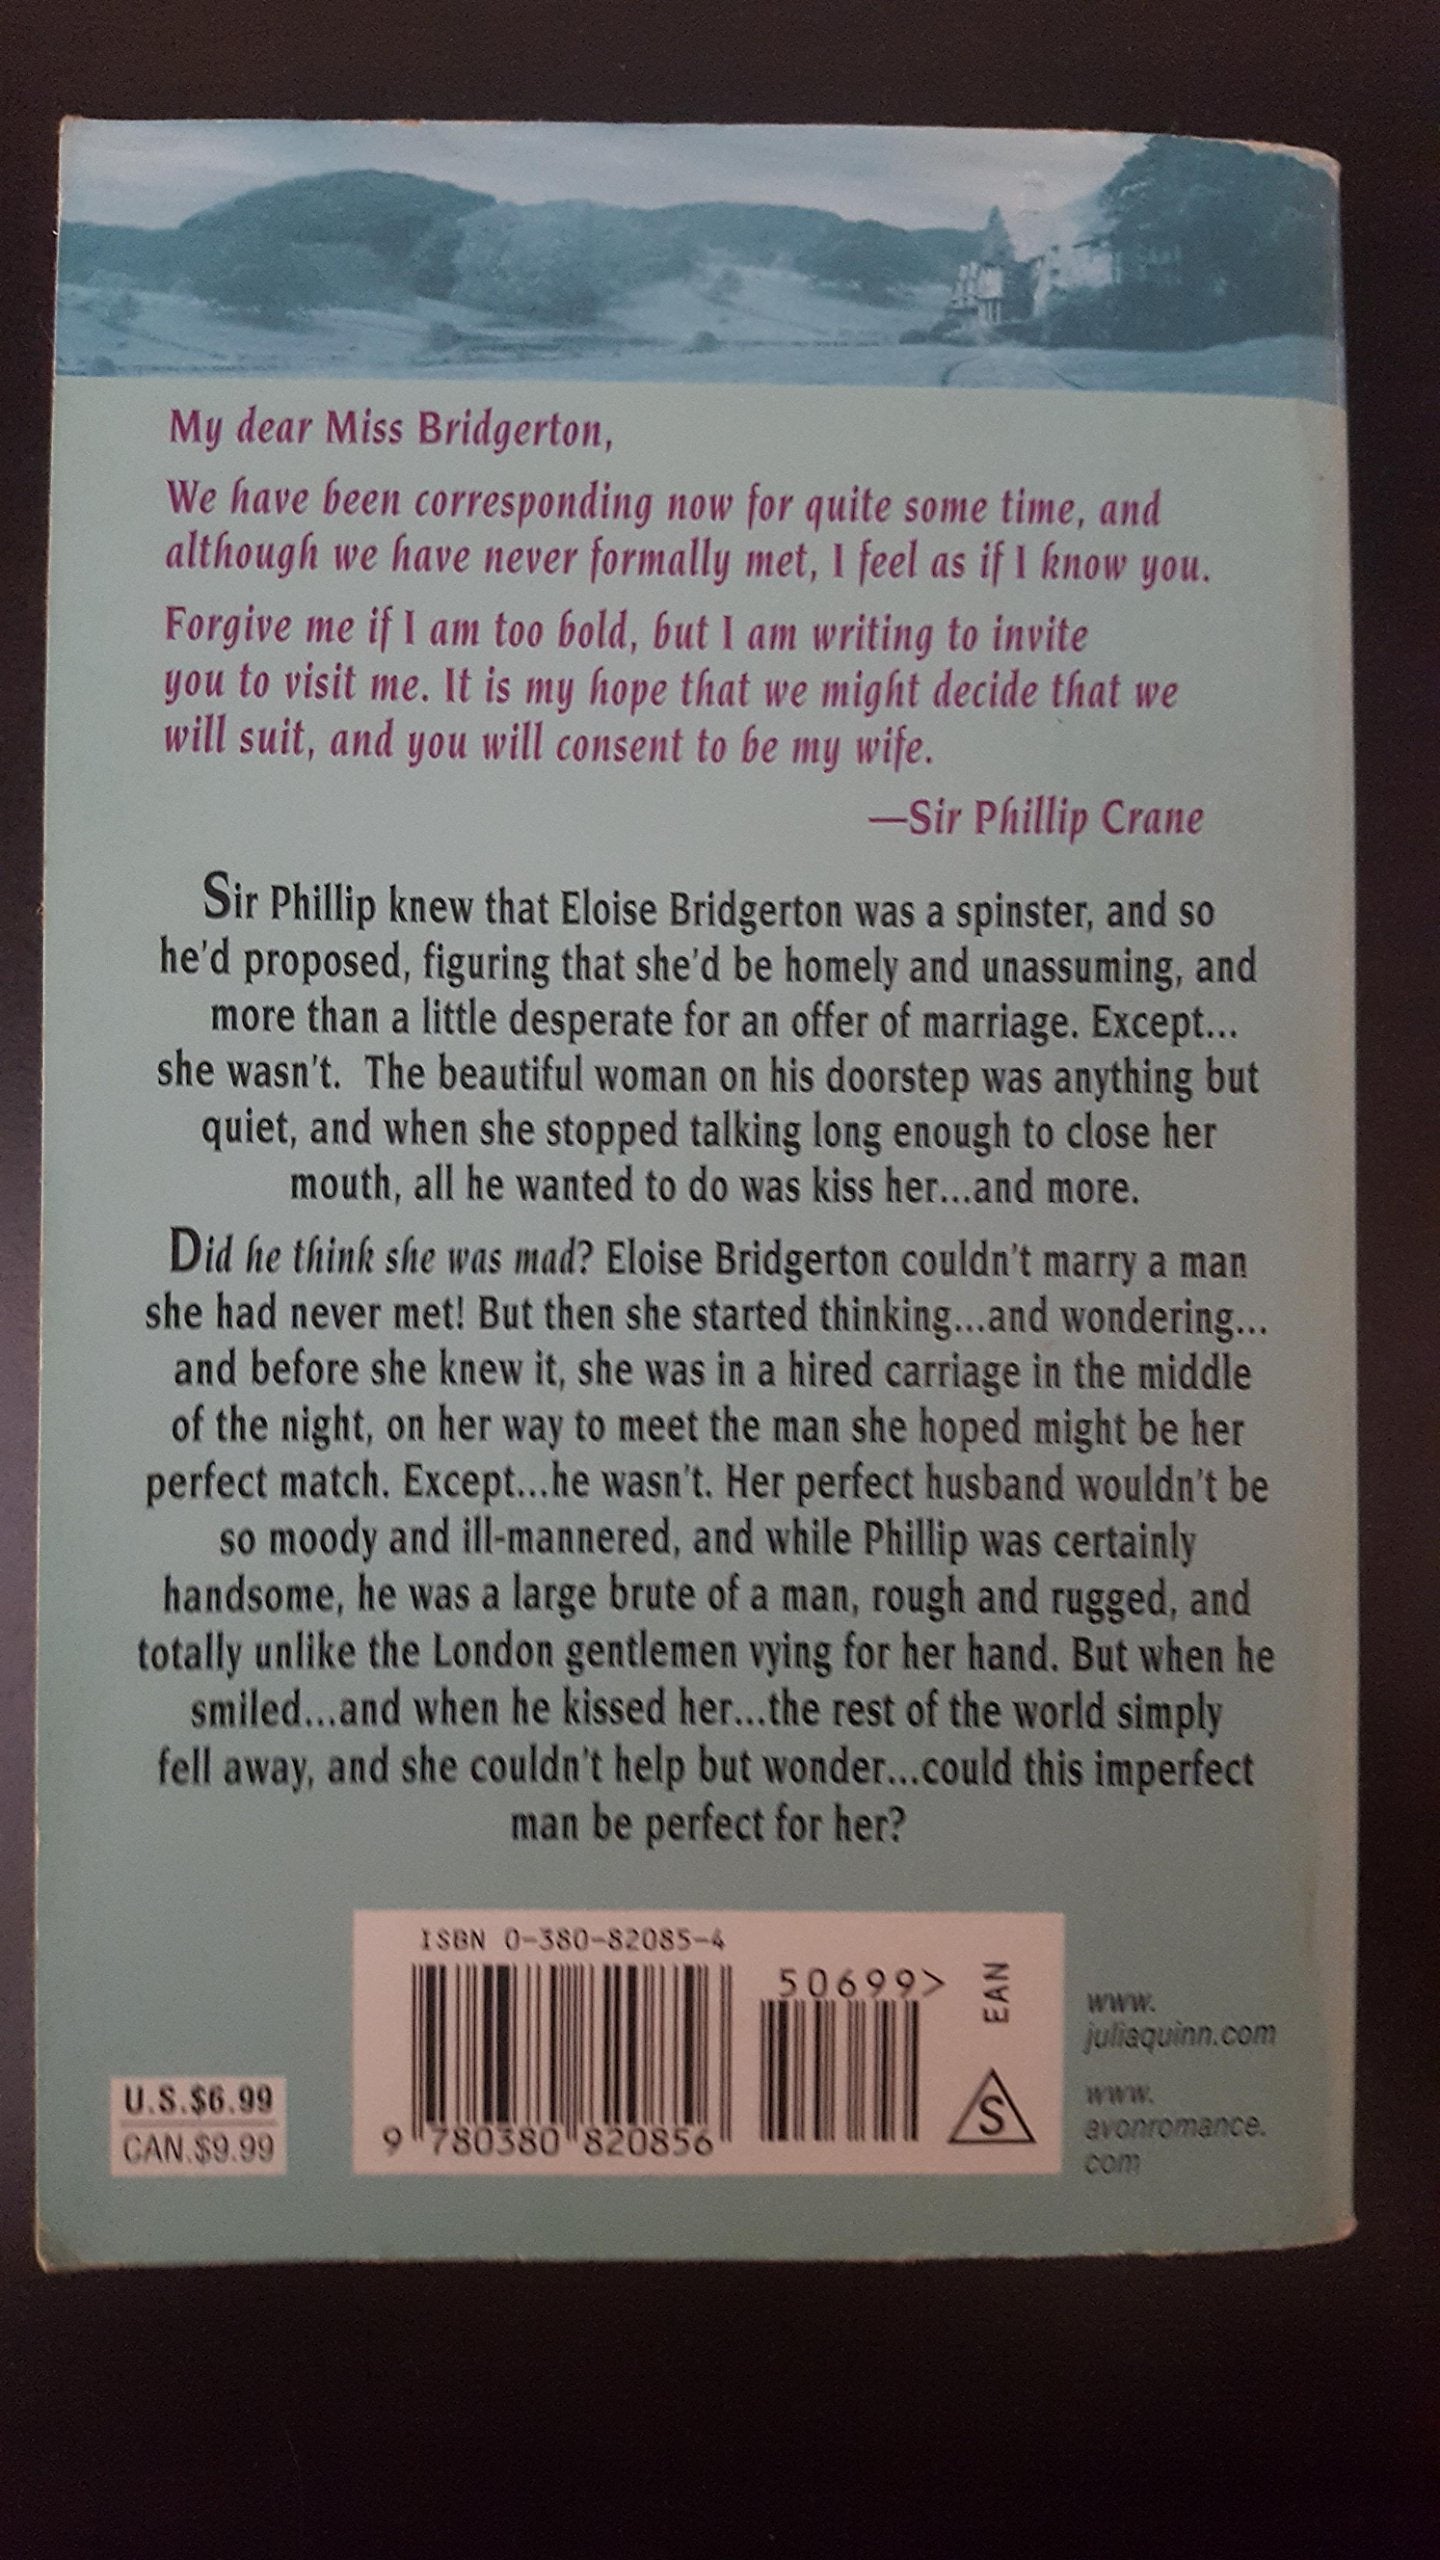 My dear Miss Bridgerton,
We have been corresponding now for quite some time, and
although we have never formally met, I feel as if I know you.
Forgive me if I am too bold, but I am writing to invite
you to visit me. It is my hope that we might decide that we
will suit, and you will consent to be my wife.
—Sir Phillip Crane
Sir Phillip knew that Eloise Bridgerton was a spinster, and so
he'd proposed, figuring that she'd be homely and unassuming, and
more than a little desperate for an offer of marriage. Except...
she wasn't. The beautiful woman on his doorstep was anything but
quiet, and when she stopped talking long enough to close her
mouth, all he wanted to do was kiss her...and more.
Did he think she was mad? Eloise Bridgerton couldn't marry a man
she had never met! But then she started thinking...and wondering...
and before she knew it, she was in a hired carriage in the middle
of the night, on her way to meet the man she hoped might be her
perfect match. Except...he wasn't. Her perfect husband wouldn't be
so moody and ill-mannered, and while Phillip was certainly
handsome, he was a large brute of a man, rough and rugged, and
totally unlike the London gentlemen vying for her hand. But when he
smiled...and when he kissed her...the rest of the world simply
fell away, and she couldn't help but wonder...could this imperfect
man be perfect for her?
ISBN 0-380-82085-4
50699>
EAN
9 780380 820856
S
U.S.$6.99
CAN.$9.99
www.
juliaquinn.com
www.
avonromance.
com